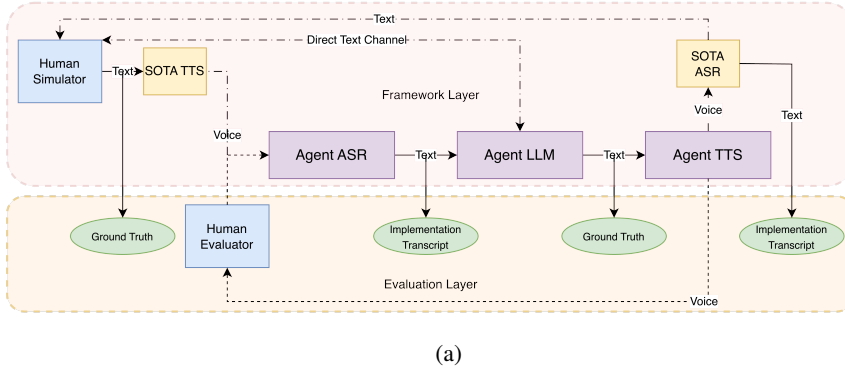 Text
Direct Text Channel
Human
Simulator
Text
SOTA TTS
SOTA
ASR
Framework Layer
Voice
Voice
Text
Agent ASR
Text
Agent LLM
Text
Agent TTS
Ground Truth
Human
Evaluator
Implementation
Transcript
Ground Truth
Implementation
Transcript
Evaluation Layer
Voice
(a)